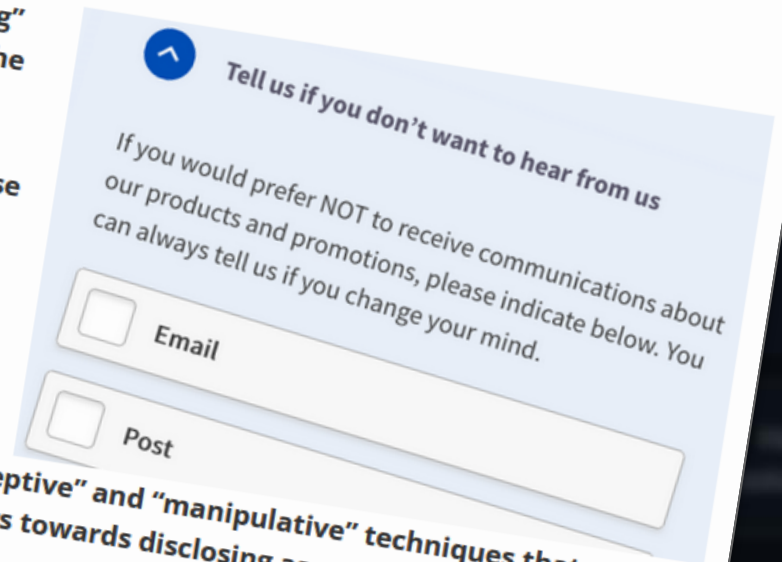 g”
ne
se
Tell us if you don’t want to hear from us
If you would prefer NOT to receive communications about
our products and promotions, please indicate below. You
can always tell us if you change your mind.
Email
Post
eptive” and “manipulative” techniques
s towards disclosing